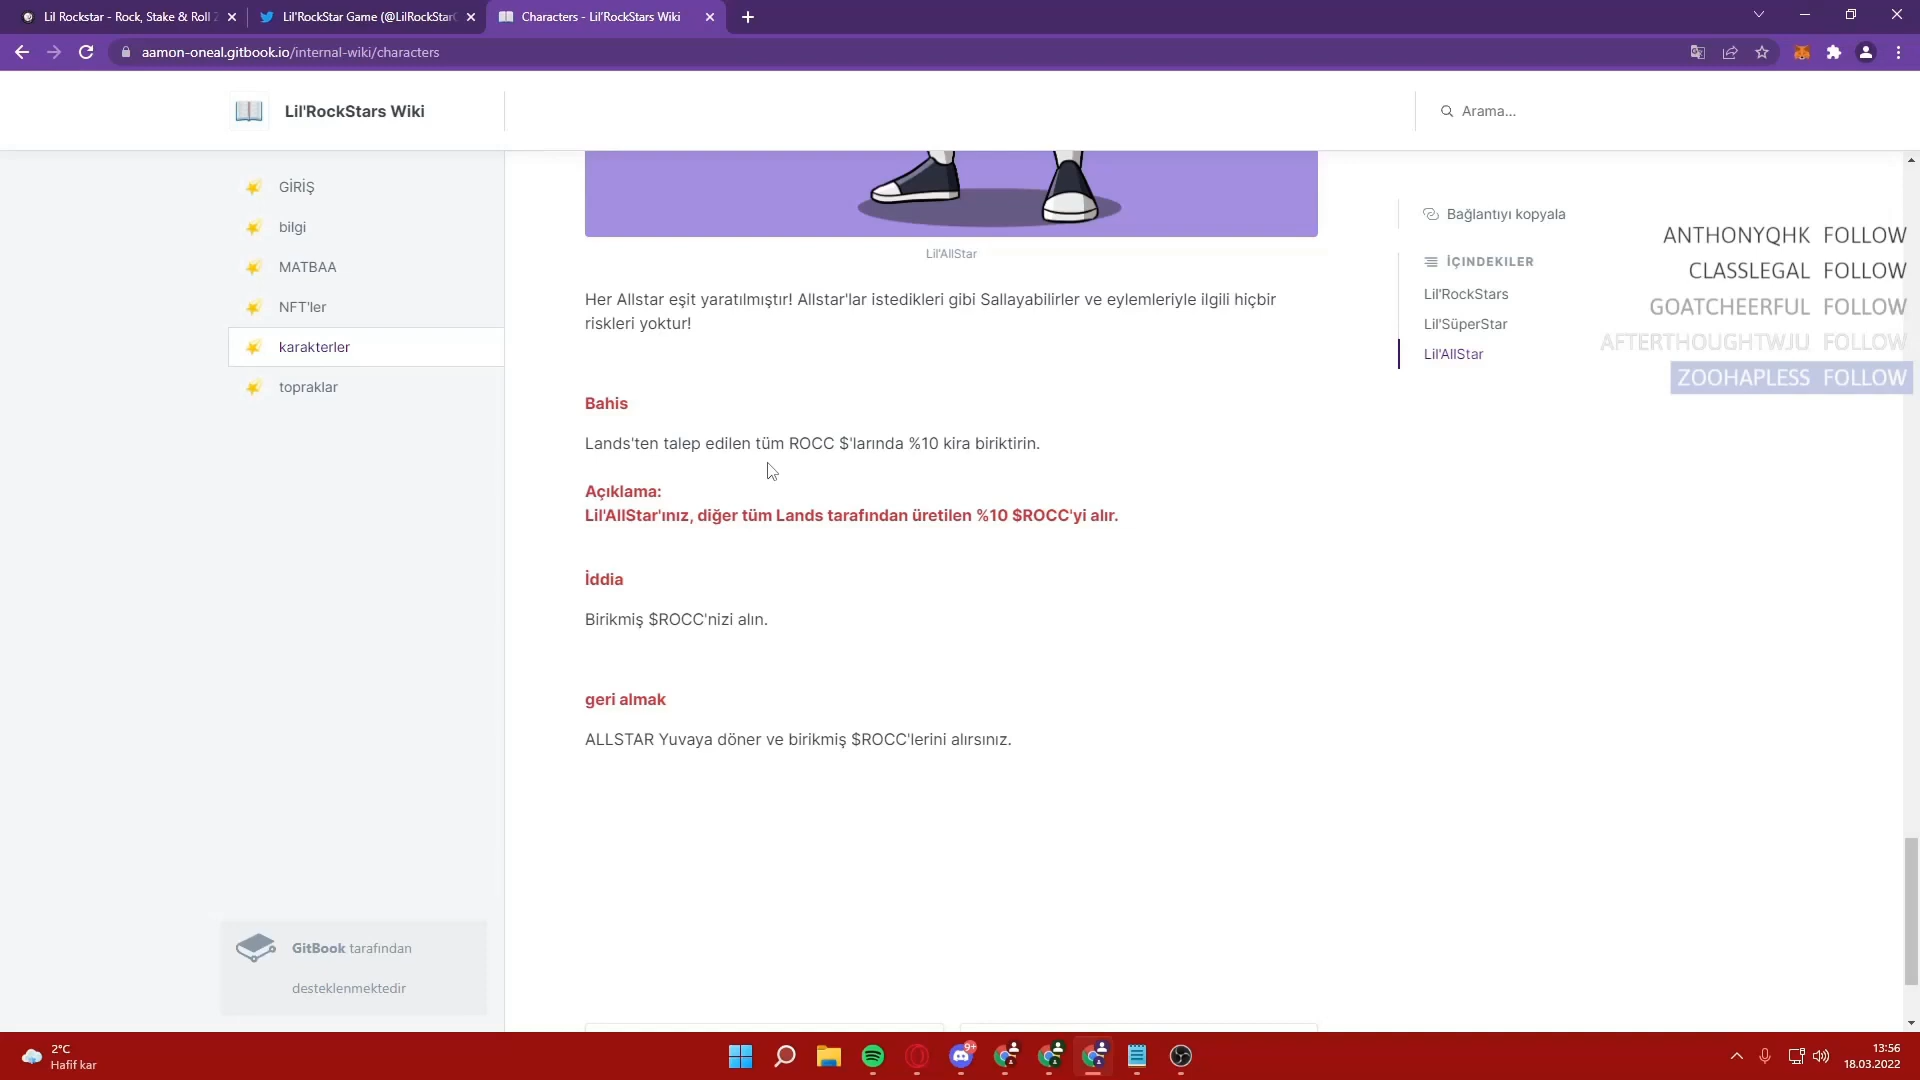 Lil Rockstar - Rock, Stake & Roll
Lil'RockStar Game (@LilRockStar
Characters - Lil'RockStars Wiki
aamon-oneal.gitbook.io/internal-wiki/characters
Lil'RockStars Wiki
Arama...
GİRİŞ
bilgi
MATBAA
NFT'ler
karakterler
topraklar
GitBook tarafından
desteklenmektedir
Lil'AllStar
Her Allstar eşit yaratılmıştır! Allstar'lar istedikleri gibi Sallayabilirler ve eylemleriyle ilgili hiçbir
riskleri yoktur!
Bahis
Lands'ten talep edilen tüm ROCC $'larında %10 kira biriktirin.
Açıklama:
Lil'AllStar'ınız, diğer tüm Lands tarafından üretilen %10 $ROCC'yi alır.
İddia
Birikmiş $ROCC'nizi alın.
geri almak
ALLSTAR Yuvaya döner ve birikmiş $ROCC'lerini alırsınız.
Bağlantıyı kopyala
İÇINDEKILER
Lil'RockStars
Lil'SüperStar
Lil'AllStar
ANTHONYQHK FOLLOW
CLASSLEGAL FOLLOW
GOATCHEERFUL FOLLOW
AFTERTHOUGHTWJU FOLLOW
ZOOHAPLESS FOLLOW
2°C
Hafif kar
9+
13:56
18.03.2022